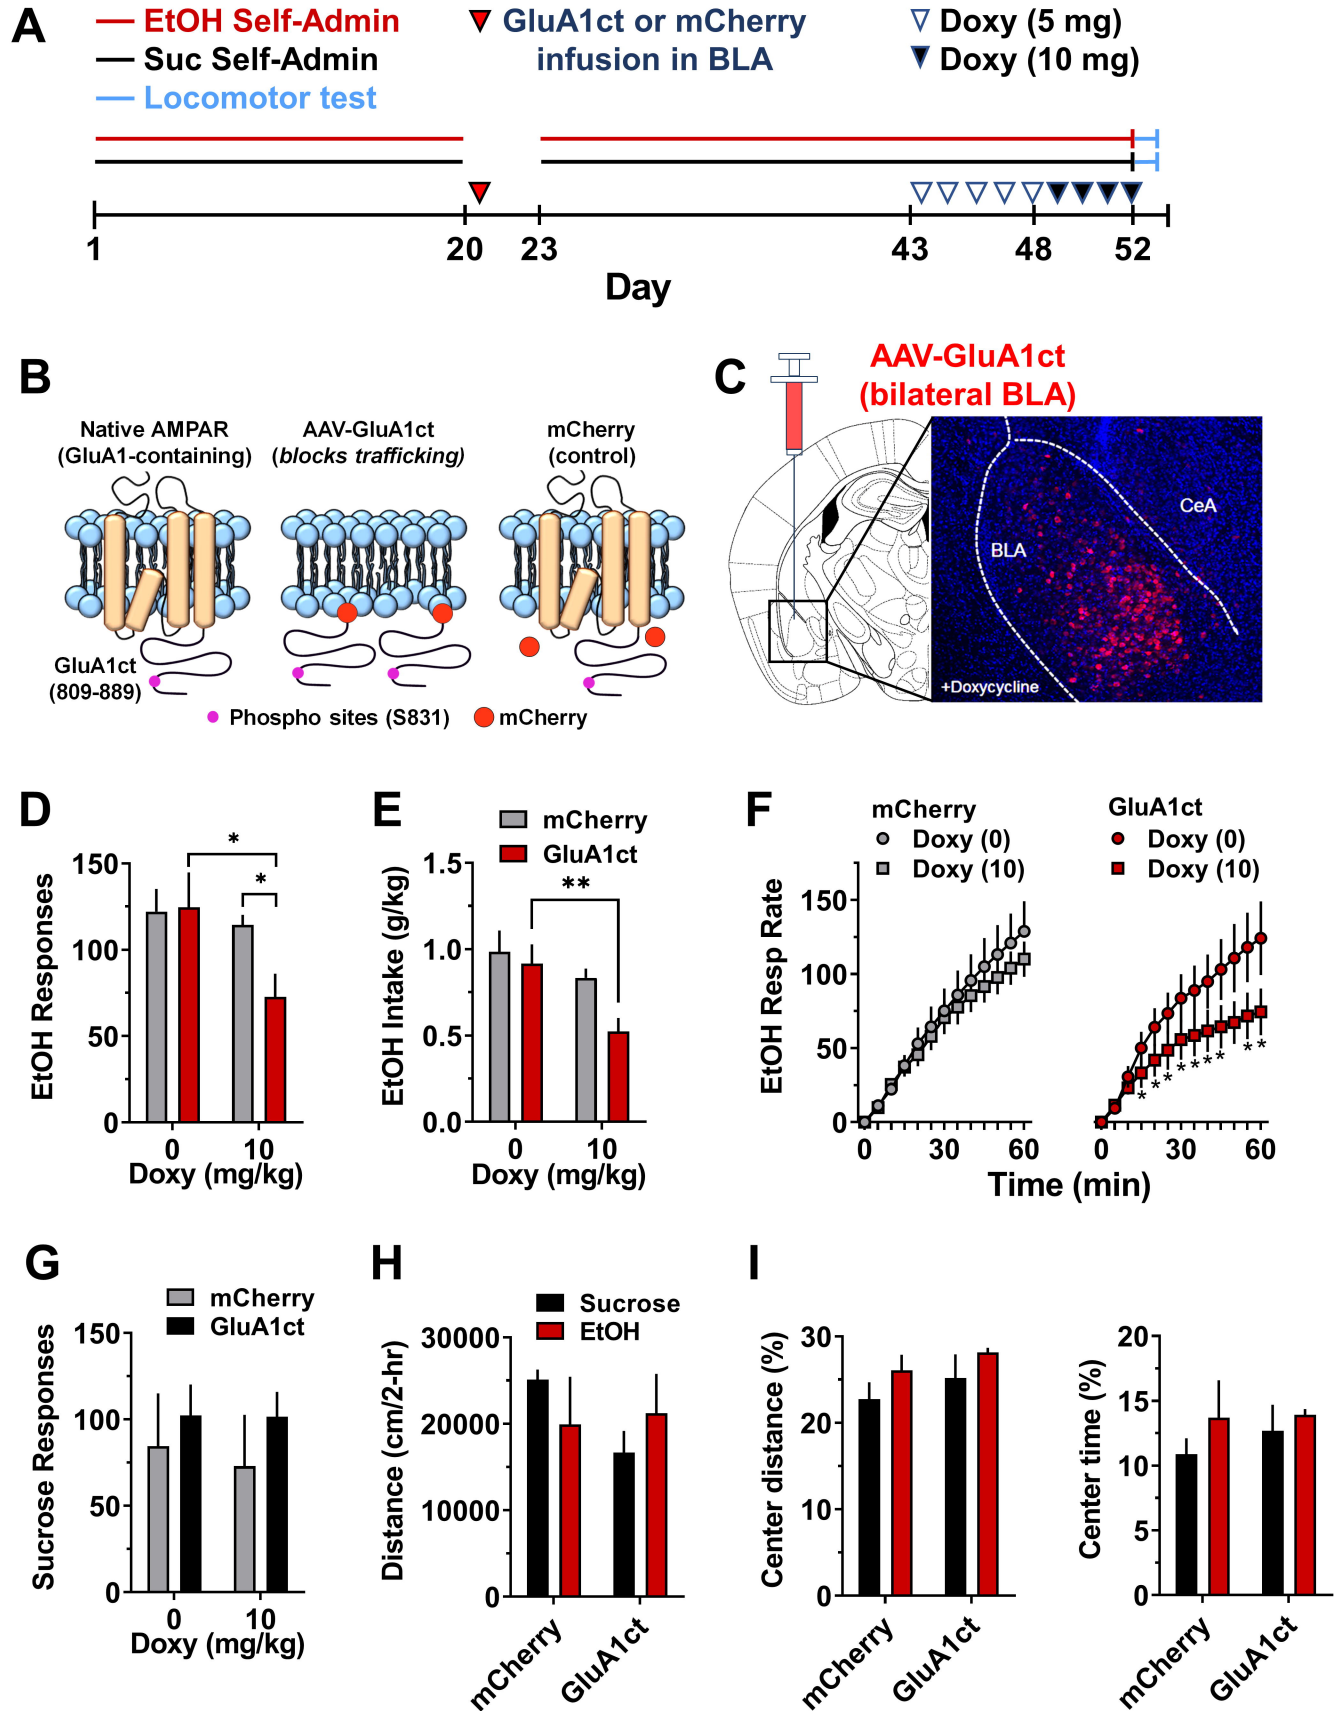 A
EtOH Self-Admin
Suc Self-Admin
Locomotor test
GluA1ct or mCherry
infusion in BLA
Doxy (5 mg)
Doxy (10 mg)
1
20
23
43
48
52
Day
B
Native AMPAR
(GluA1-containing)
AAV-GluA1ct
(blocks trafficking)
mCherry
(control)
GluA1ct
(809-889)
Phospho sites (S831)
mCherry
C
AAV-GluA1ct
(bilateral BLA)
CeA
BLA
+Doxycycline
D
*
*
150
100
50
0
EtOH Responses
0
10
Doxy (mg/kg)
E
mCherry
GluA1ct
**
1.5
1.0
0.5
0.0
EtOH Intake (g/kg)
0
10
Doxy (mg/kg)
F
mCherry
Doxy (0)
Doxy (10)
GluA1ct
Doxy (0)
Doxy (10)
150
100
50
0
EtOH Resp Rate
* * * * * * * * *
0
30
60
0
30
60
Time (min)
G
mCherry
GluA1ct
150
100
50
0
Sucrose Responses
0
10
Doxy (mg/kg)
H
Sucrose
EtOH
30000
20000
10000
0
Distance (cm/2-hr)
mCherry
GluA1ct
I
30
20
10
0
Center distance (%)
mCherry
GluA1ct
20
15
10
5
0
Center time (%)
mCherry
GluA1ct